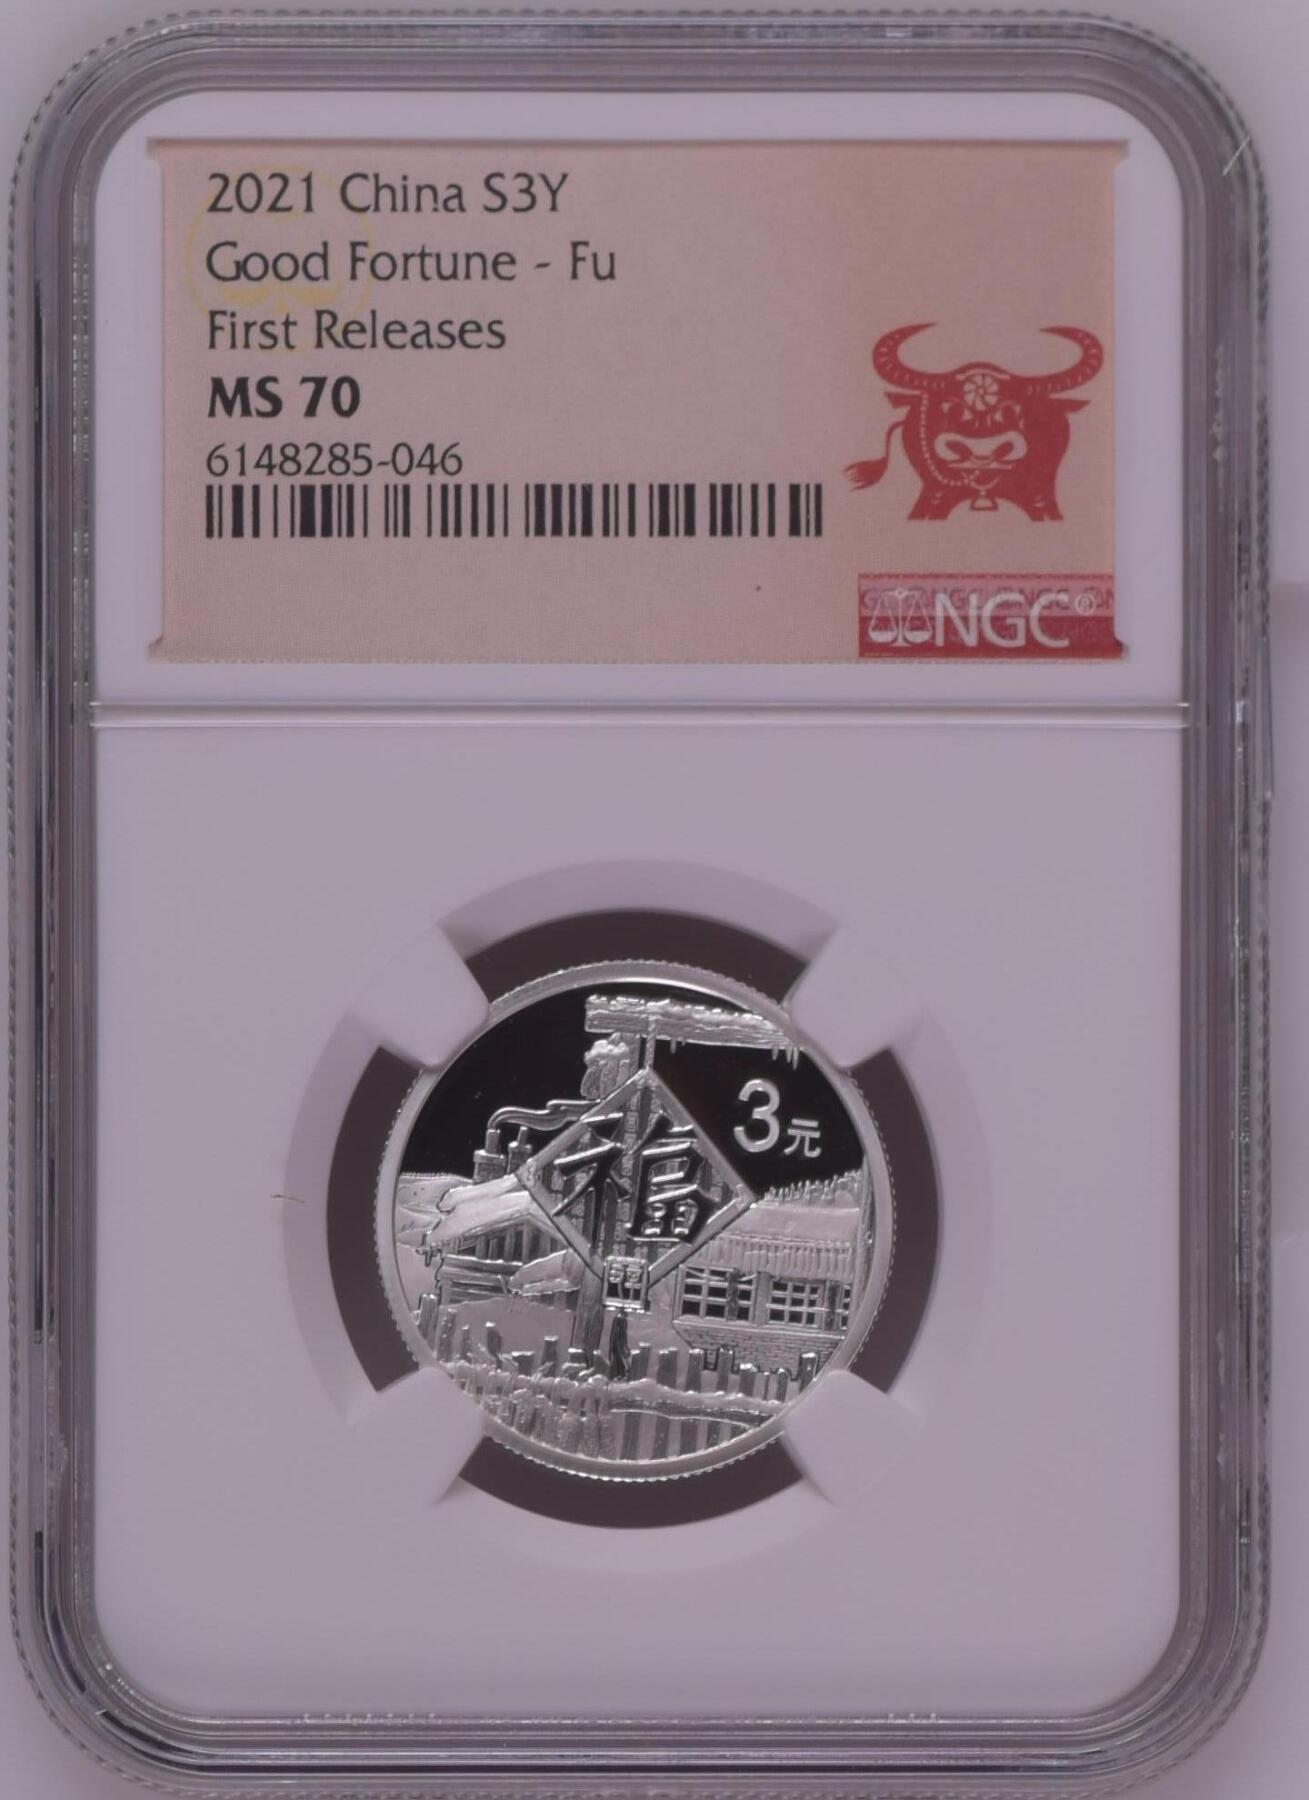 2021 China S3Y
Good Fortune - Fu
First Releases
MS 70
6148285-046
NGC®
3元
福